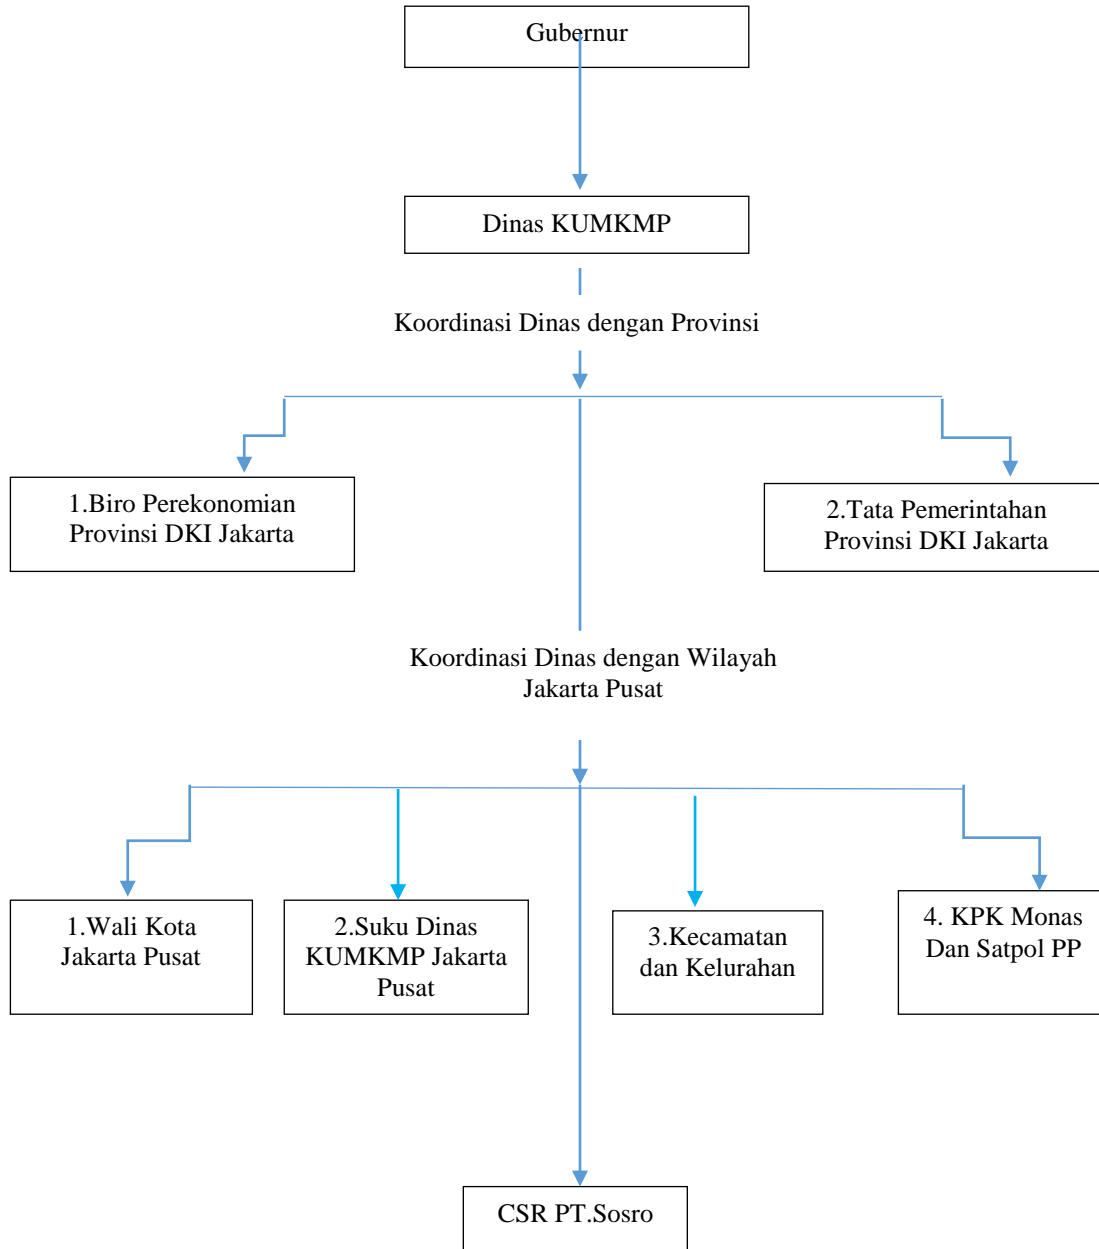 Gubernur
Dinas KUMKMP
Koordinasi Dinas dengan Provinsi
1.Biro Perekonomian
Provinsi DKI Jakarta
2.Tata Pemerintahan
Provinsi DKI Jakarta
Koordinasi Dinas dengan Wilayah
Jakarta Pusat
1.Wali Kota
Jakarta Pusat
2.Suku Dinas
KUMKMP Jakarta
Pusat
3.Kecamatan
dan Kelurahan
4. KPK Monas
Dan Satpol PP
CSR PT.Sosro